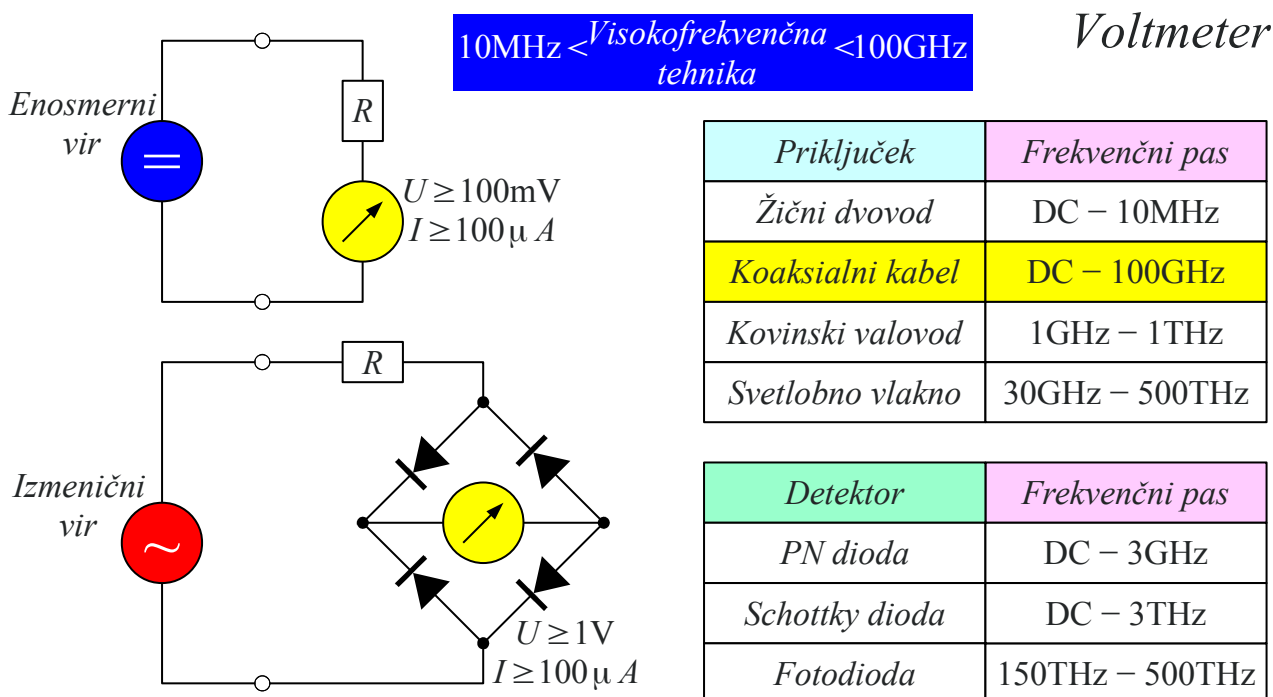 Voltmeter
10MHz < Visokofrekvenčna tehnika < 100GHz
Enosmerni
vir
=
R
U ≥ 100mV
I ≥ 100 μ A
Izmenični
vir
~
R
U ≥ 1V
I ≥ 100 μ A
Priključek Frekvenčni pas
Žični dvovod DC − 10MHz
Koaksialni kabel DC − 100GHz
Kovinski valovod 1GHz − 1THz
Svetlobno vlakno 30GHz − 500THz
Detektor Frekvenčni pas
PN dioda DC − 3GHz
Schottky dioda DC − 3THz
Fotodioda 150THz − 500THz